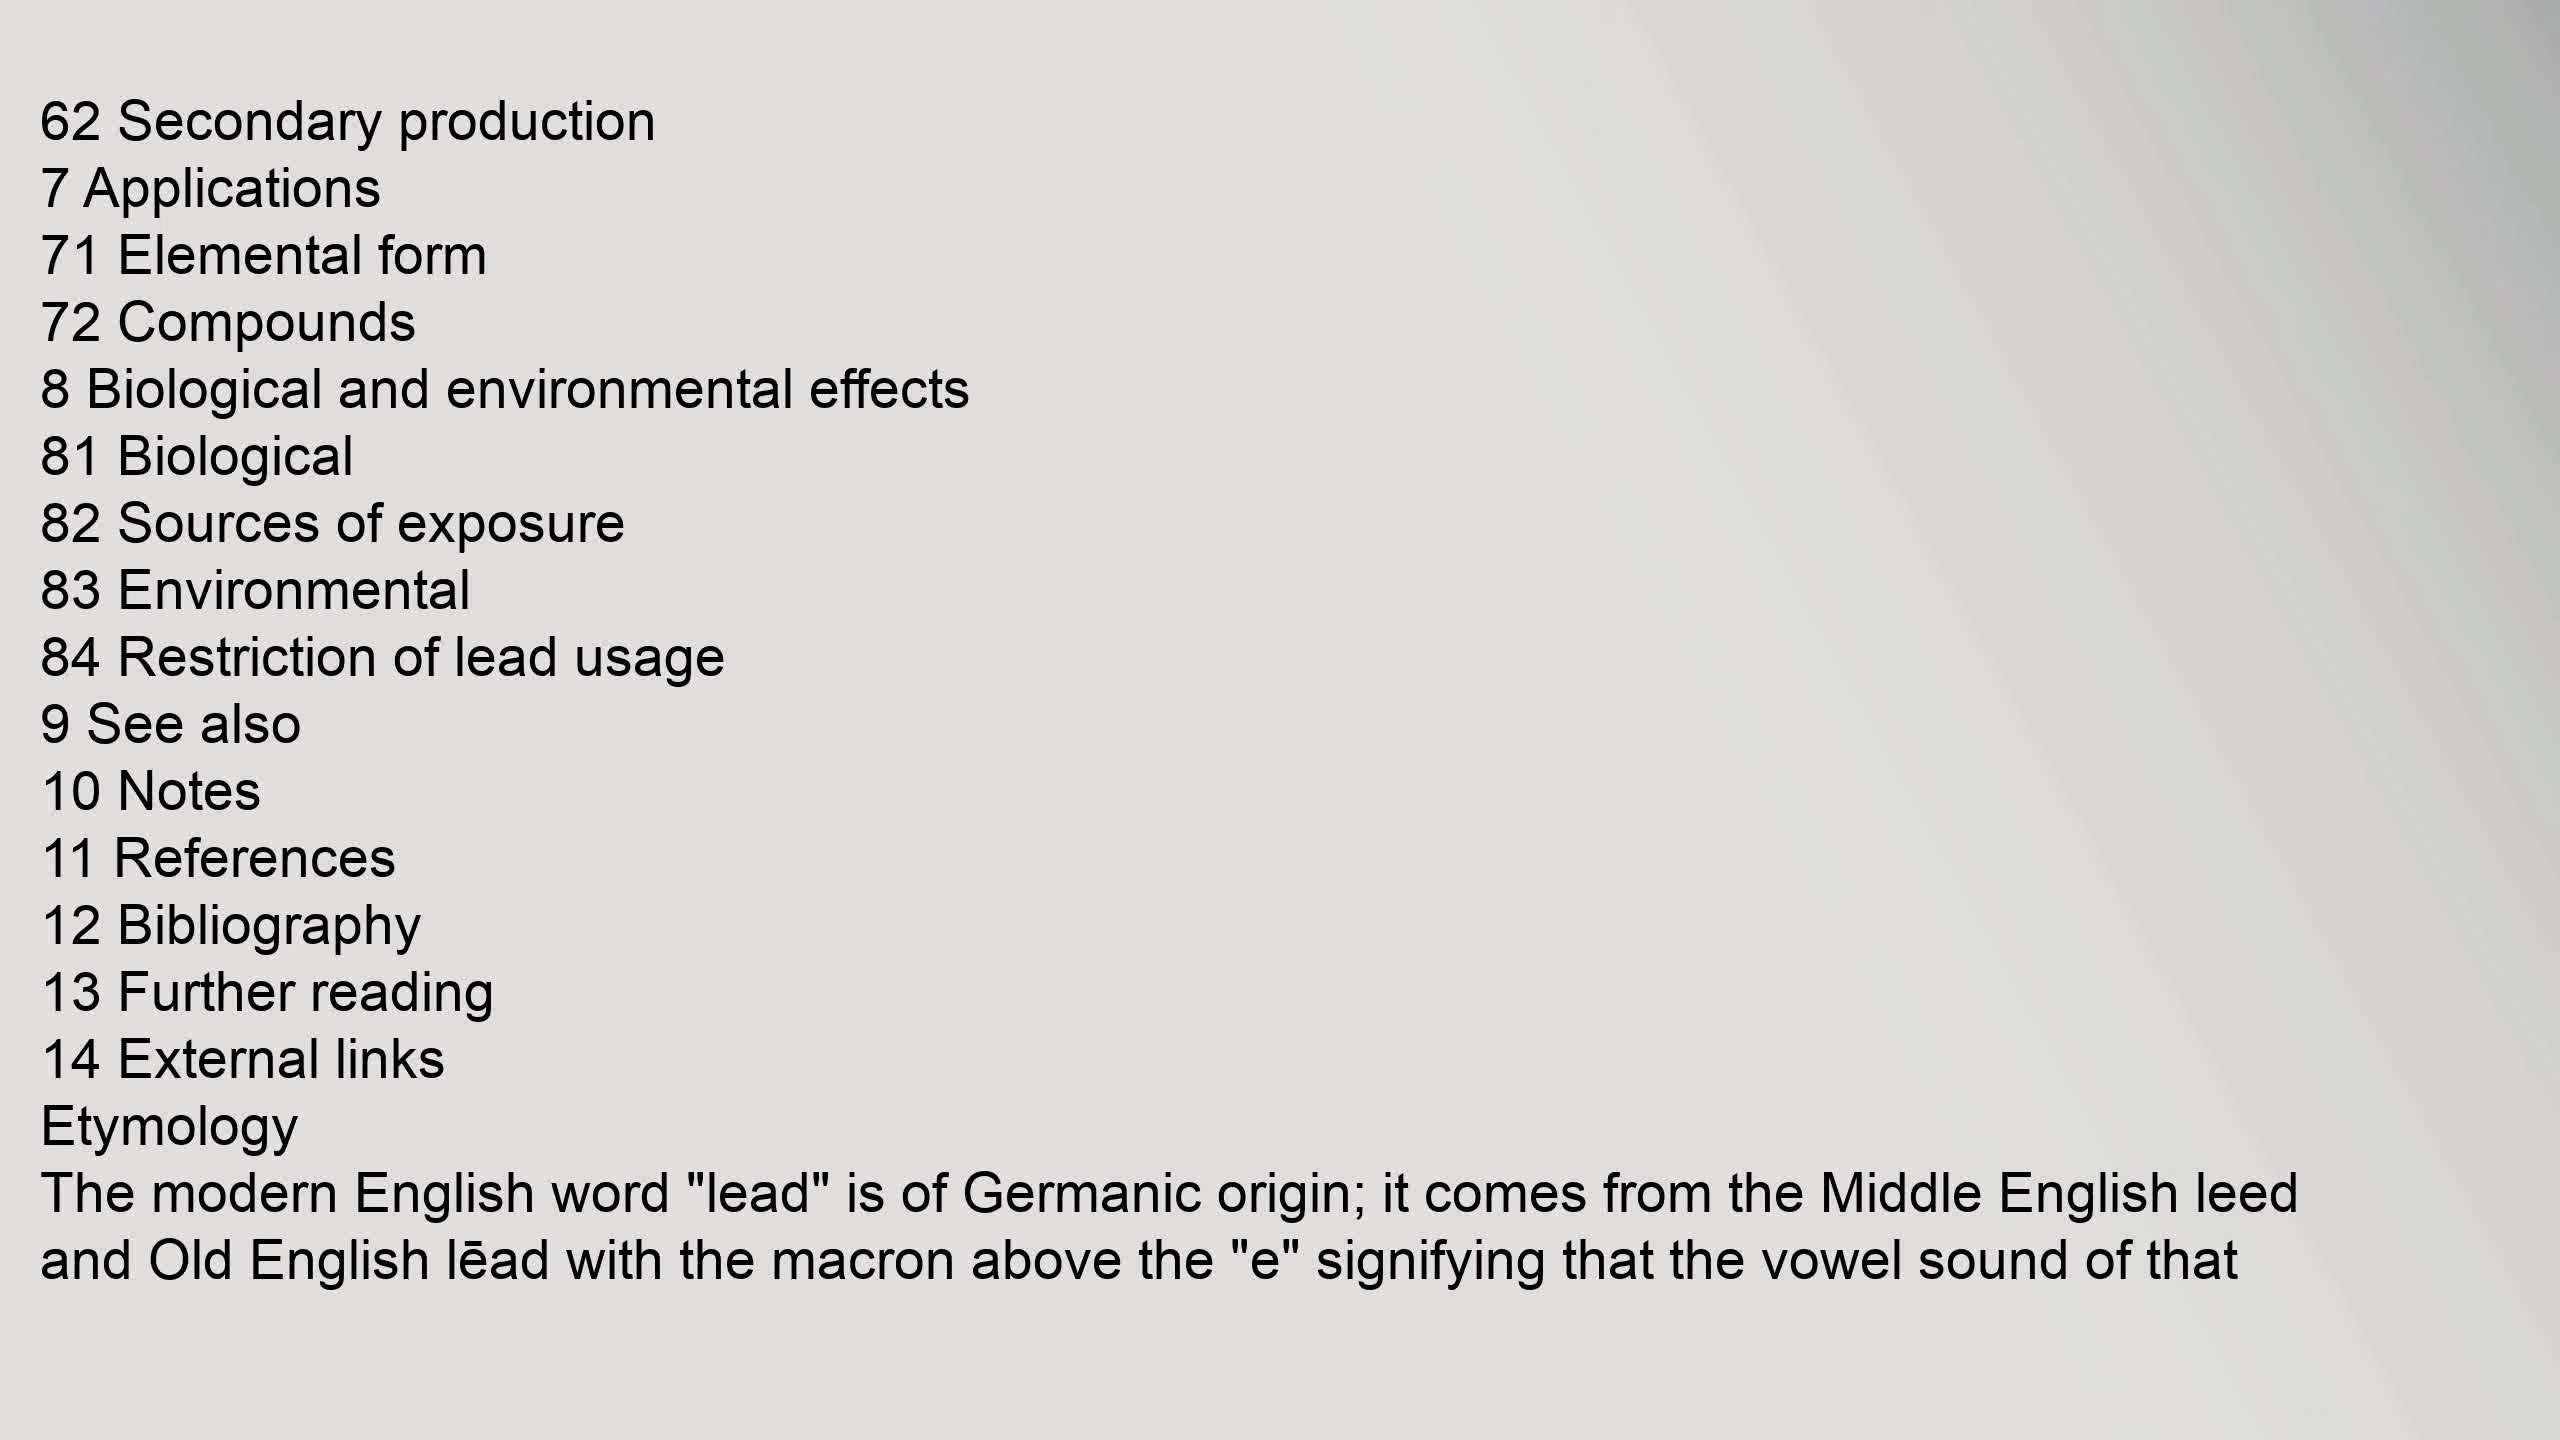 62 Secondary production
7 Applications
71 Elemental form
72 Compounds
8 Biological and environmental effects
81 Biological
82 Sources of exposure
83 Environmental
84 Restriction of lead usage
9 See also
10 Notes
11 References
12 Bibliography
13 Further reading
14 External links
Etymology
The modern English word "lead" is of Germanic origin; it comes from the Middle English leed
and Old English lēad with the macron above the "e" signifying that the vowel sound of that